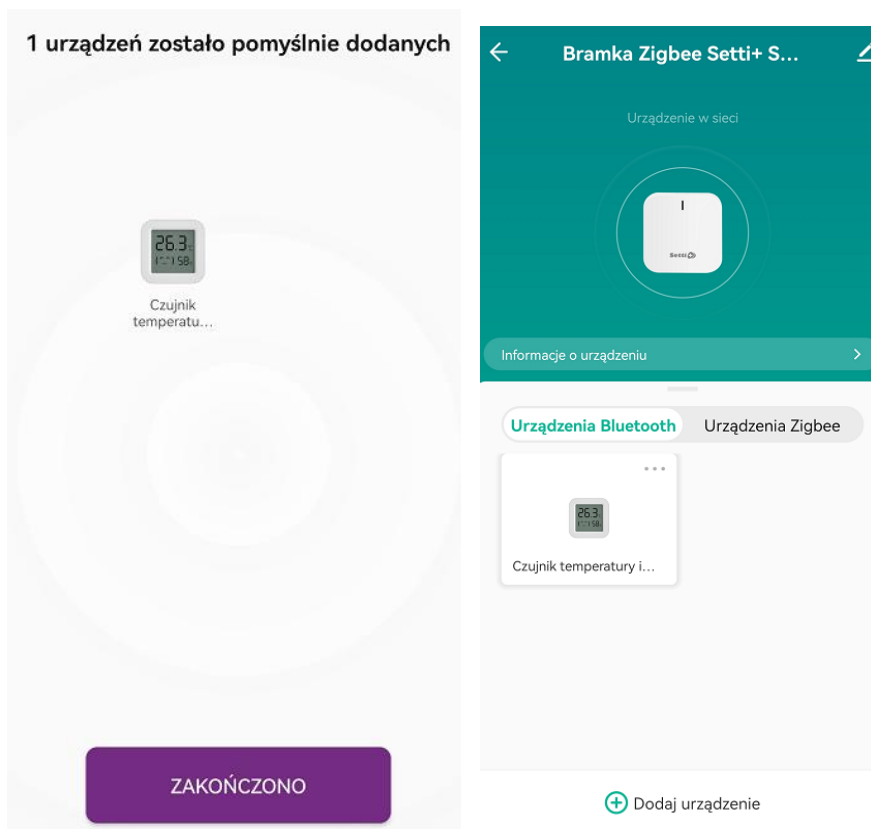 1 urządzeń zostało pomyślnie dodanych
26.3
58
Czujnik
temperatu...
ZAKOŃCZONO
Bramka Zigbee Setti+ S...
Urządzenie w sieci
Setti
Informacje o urządzeniu
Urządzenia Bluetooth
Urządzenia Zigbee
26.3
58
Czujnik temperatury i...
Dodaj urządzenie